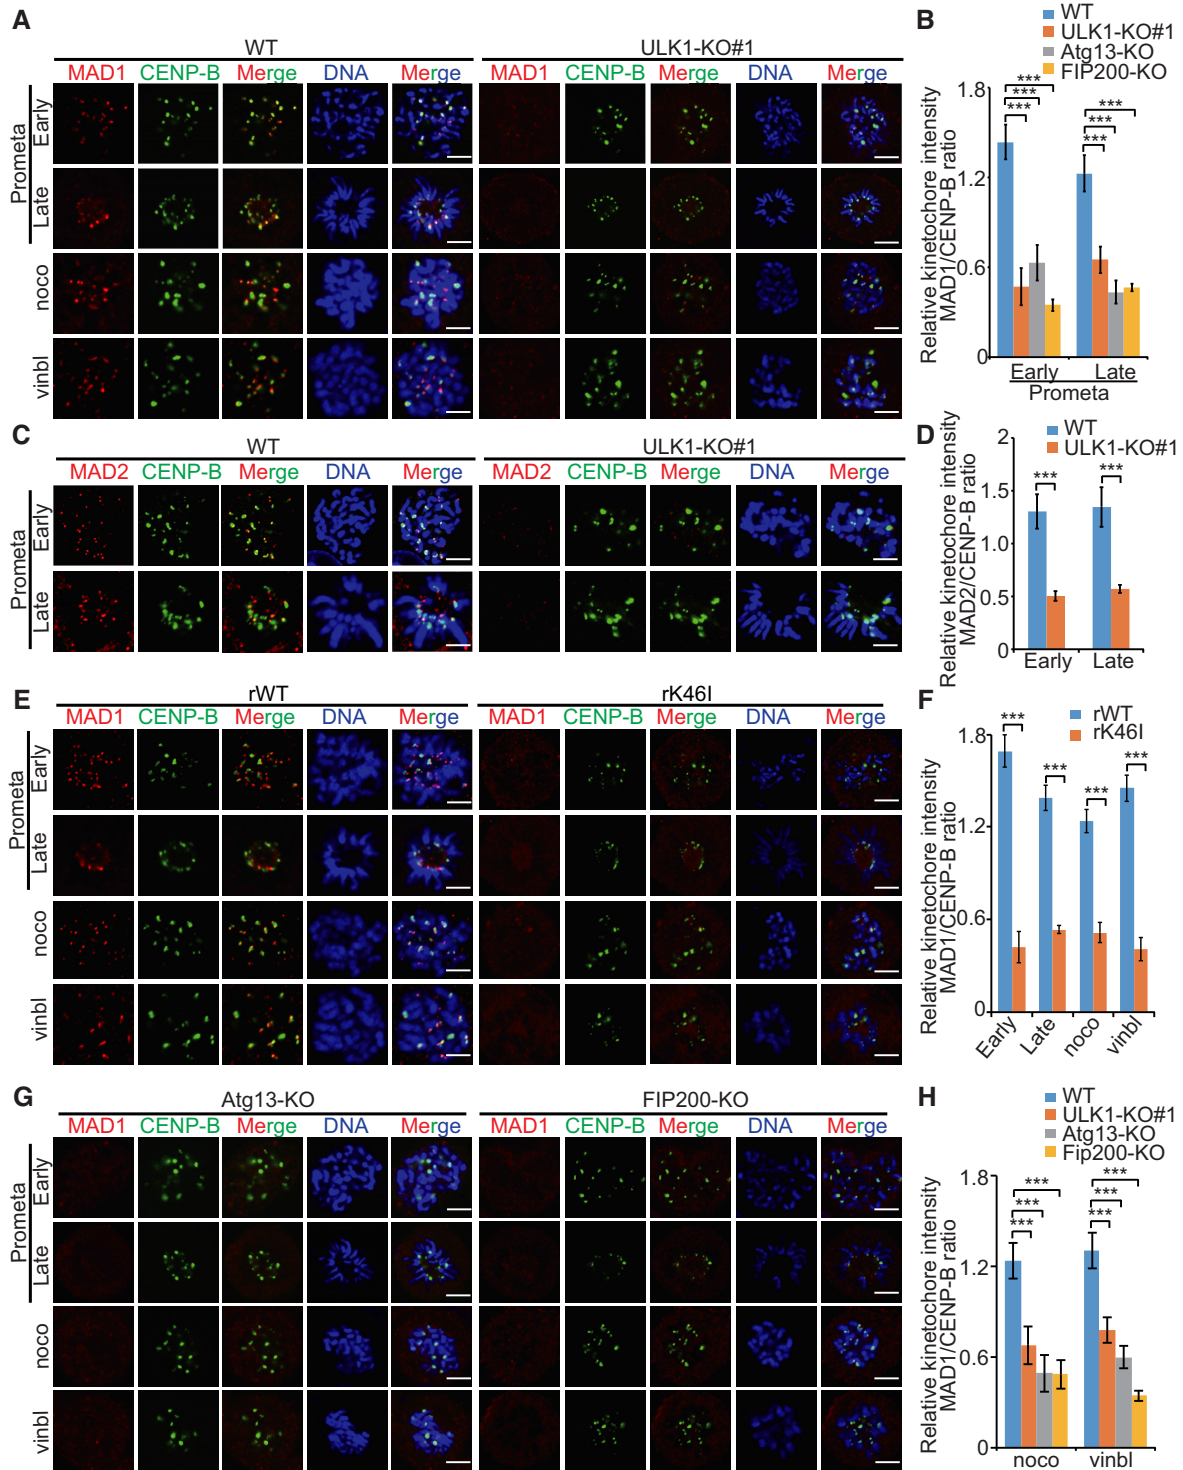 A
WT
ULK1-KO#1
MAD1 CENP-B Merge DNA Merge MAD1 CENP-B Merge DNA Merge
Prometa
Early
Late
noco
vinbl
B
WT
ULK1-KO#1
Atg13-KO
FIP200-KO
Relative kinetochore intensity
MAD1/CENP-B ratio
1.8
1.2
0.6
0
*** *** *** *** *** ***
Early Late
Prometa
C
WT
ULK1-KO#1
MAD2 CENP-B Merge DNA Merge MAD2 CENP-B Merge DNA Merge
Prometa
Early
Late
D
WT
ULK1-KO#1
Relative kinetochore intensity
MAD2/CENP-B ratio
2
1.5
1.0
0.5
0
*** ***
Early Late
E
rWT
rK46I
MAD1 CENP-B Merge DNA Merge MAD1 CENP-B Merge DNA Merge
Prometa
Early
Late
noco
vinbl
F
rWT
rK46I
Relative kinetochore intensity
MAD1/CENP-B ratio
1.8
1.2
0.6
0
*** *** *** ***
Early Late noco vinbl
G
Atg13-KO
FIP200-KO
MAD1 CENP-B Merge DNA Merge MAD1 CENP-B Merge DNA Merge
Prometa
Early
Late
noco
vinbl
H
WT
ULK1-KO#1
Atg13-KO
Fip200-KO
Relative kinetochore intensity
MAD1/CENP-B ratio
1.8
1.2
0.6
0
*** *** *** *** *** ***
noco vinbl